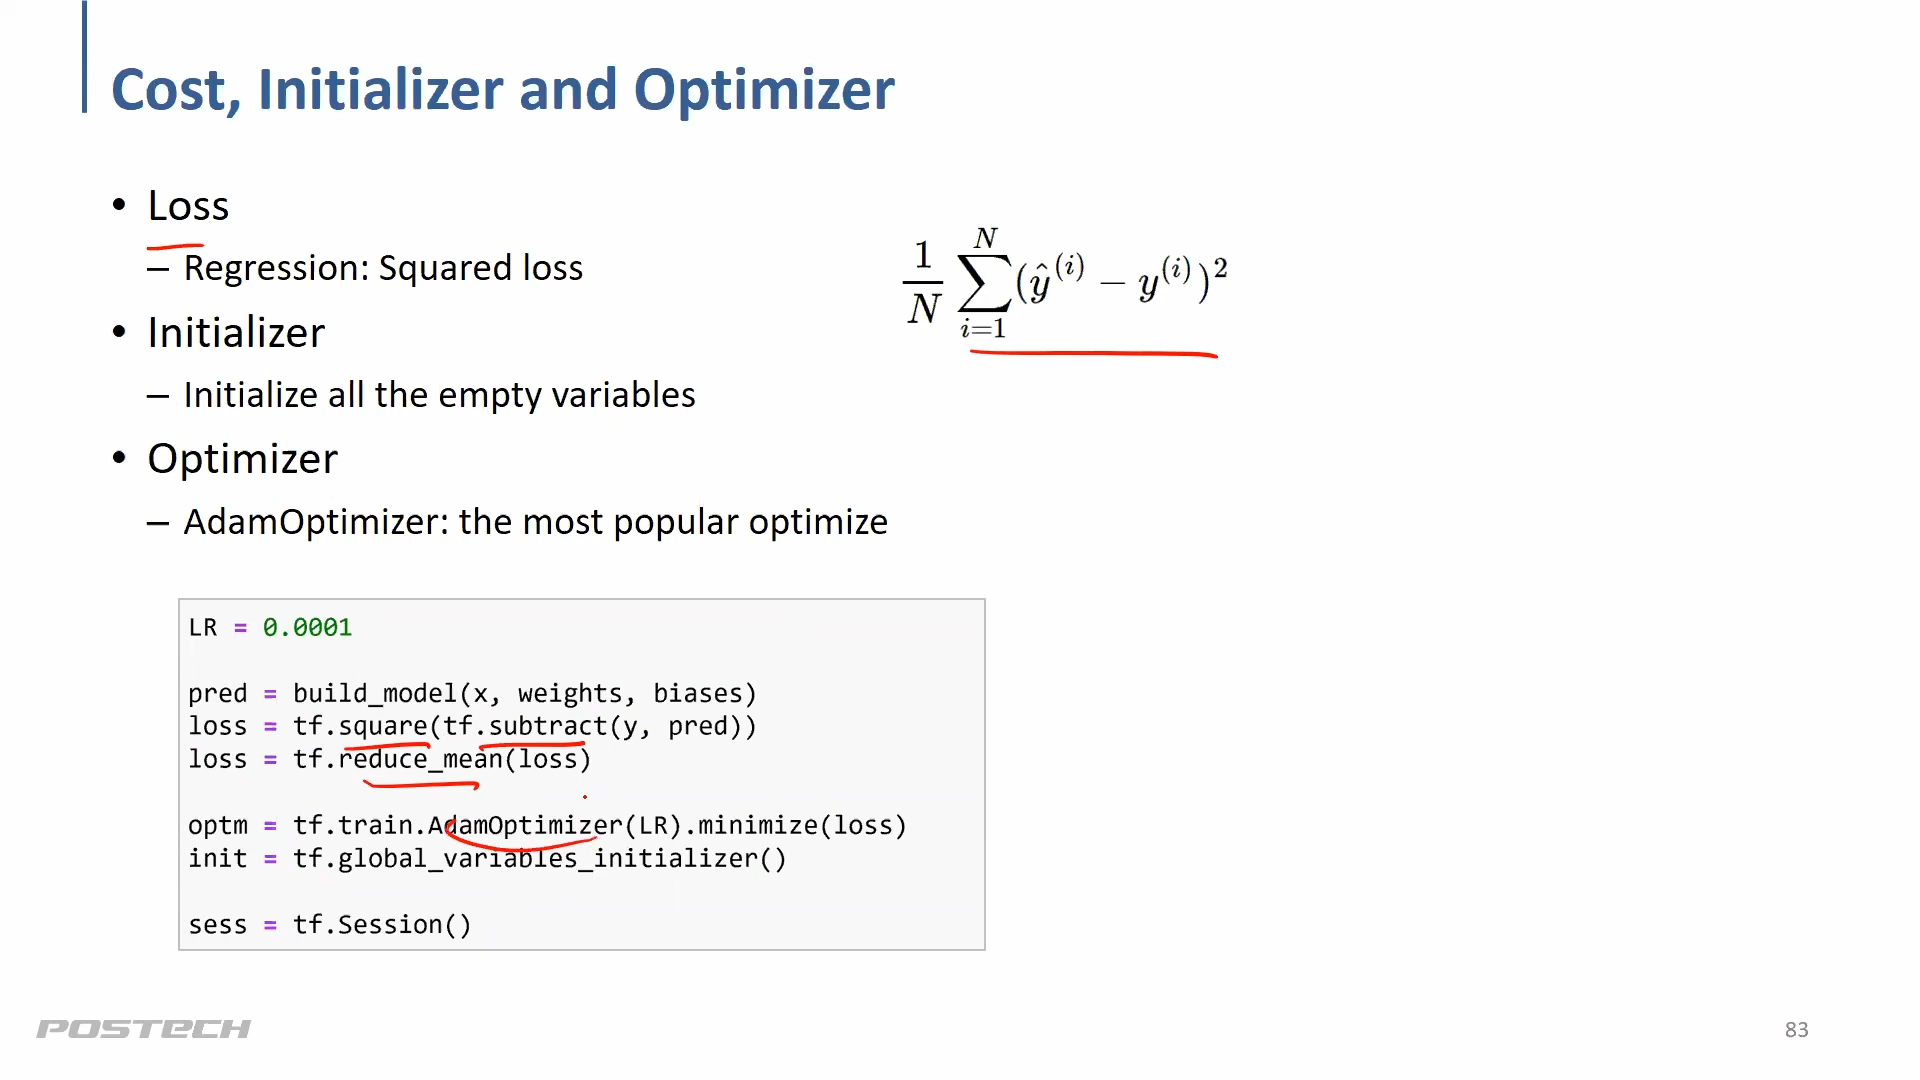 Cost, Initializer and Optimizer
• Loss
– Regression: Squared loss
\frac{1}{N} \sum_{i=1}^{N} (\hat{y}^{(i)} - y^{(i)})^2
• Initializer
– Initialize all the empty variables
• Optimizer
– AdamOptimizer: the most popular optimize
LR = 0.0001
pred = build_model(x, weights, biases)
loss = tf.square(tf.subtract(y, pred))
loss = tf.reduce_mean(loss)
optm = tf.train.AdamOptimizer(LR).minimize(loss)
init = tf.global_variables_initializer()
sess = tf.Session()
POSTECH
83